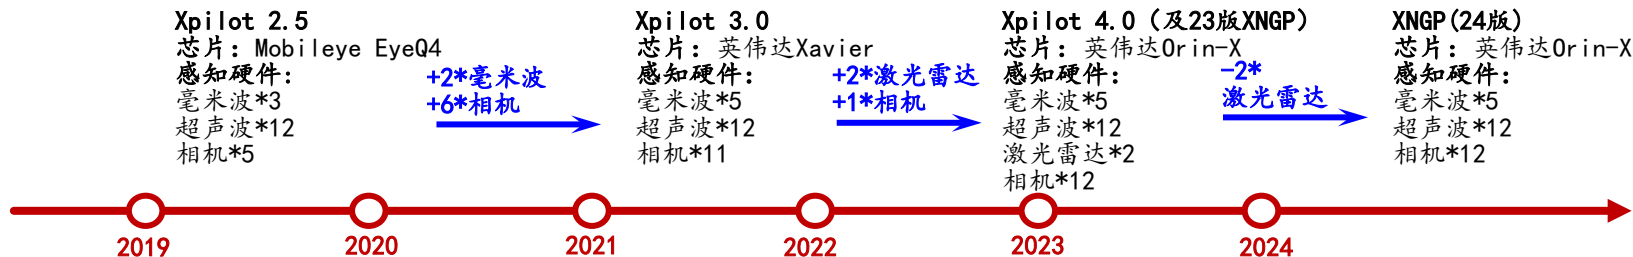 Xpilot 2.5
芯片：Mobileye EyeQ4
感知硬件：
毫米波*3
超声波*12
相机*5
+2*毫米波
+6*相机
Xpilot 3.0
芯片：英伟达Xavier
感知硬件：
毫米波*5
超声波*12
相机*11
+2*激光雷达
+1*相机
Xpilot 4.0（及23版XNGP）
芯片：英伟达Orin-X
感知硬件：
毫米波*5
超声波*12
激光雷达*2
相机*12
-2*
激光雷达
XNGP(24版)
芯片：英伟达Orin-X
感知硬件：
毫米波*5
超声波*12
相机*12
2019
2020
2021
2022
2023
2024